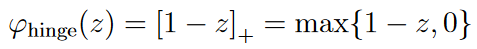 φ_hinge(z) = [1 − z]_+ = max{1 − z, 0}